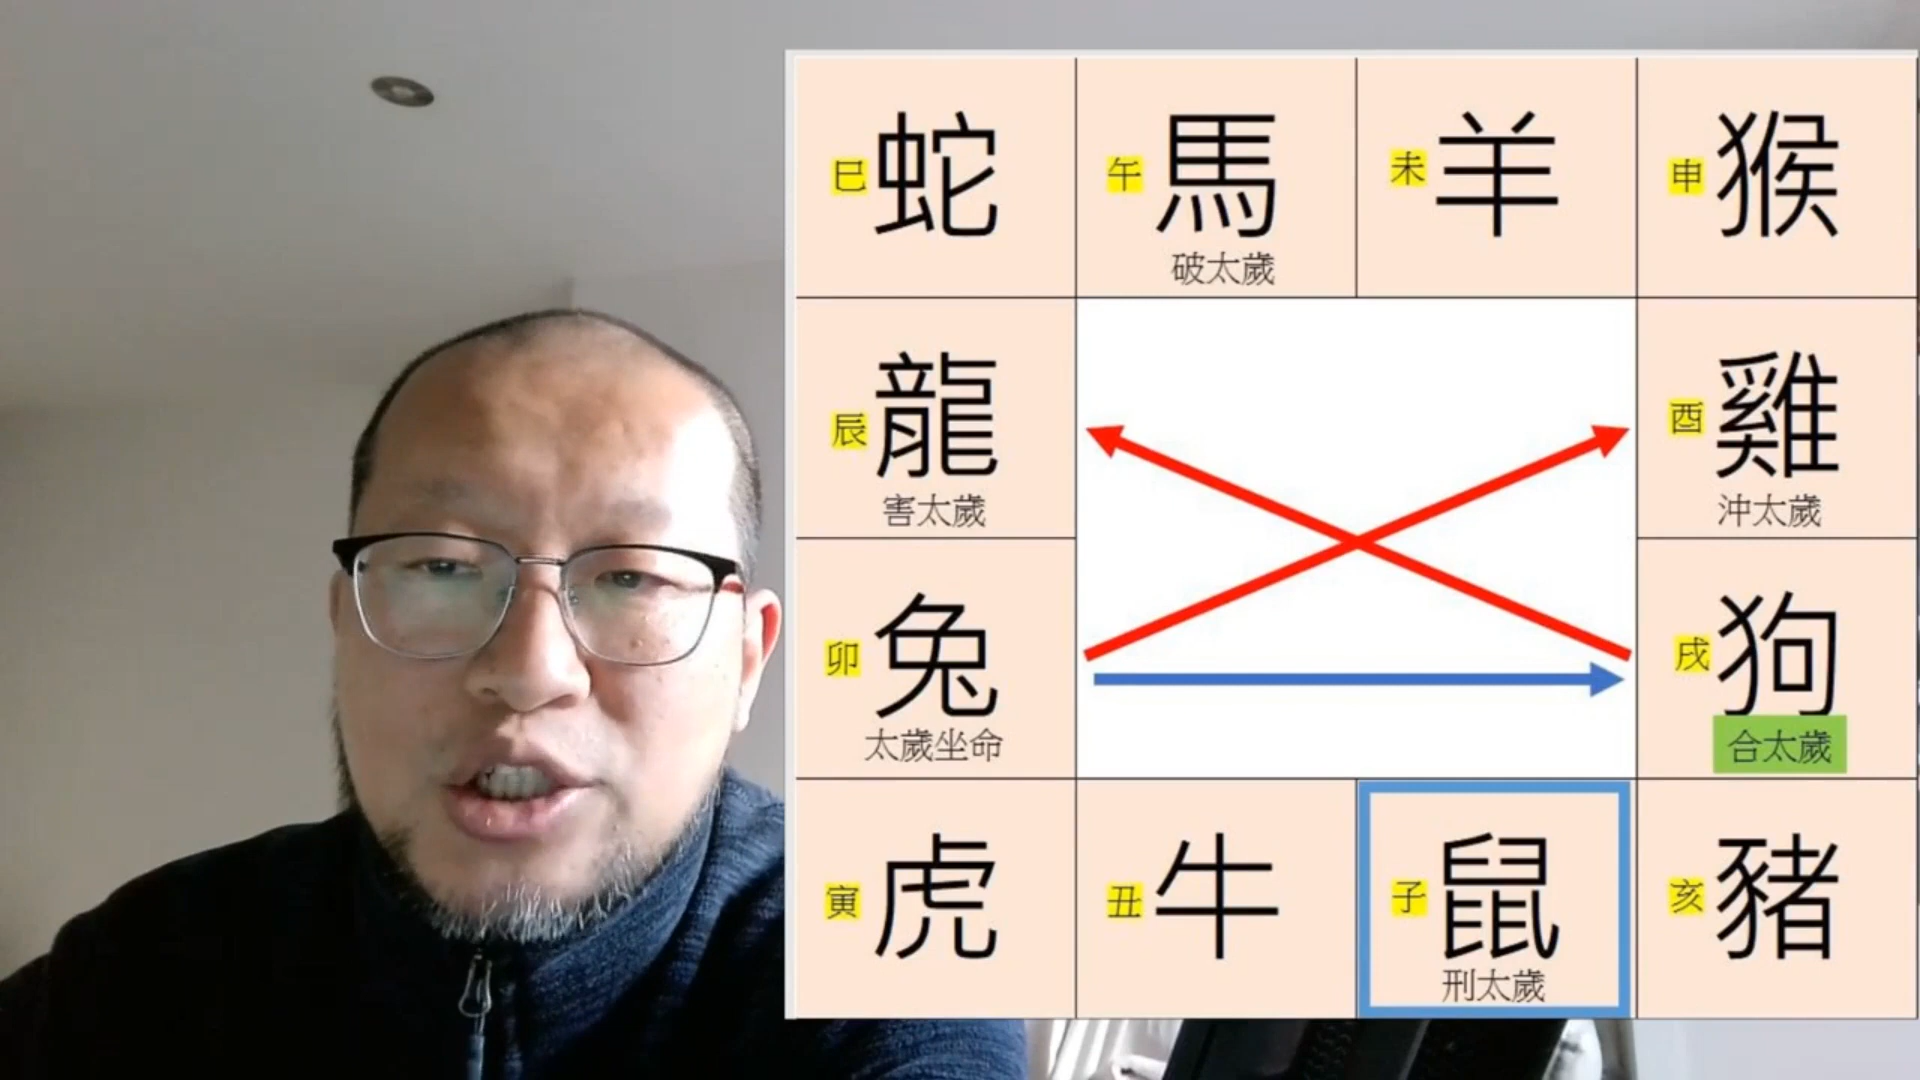 巳 蛇
午 馬
破太歲
未 羊
申 猴
辰 龍
害太歲
酉 雞
沖太歲
卯 兔
太歲坐命
戌 狗
合太歲
寅 虎
丑 牛
子 鼠
刑太歲
亥 豬